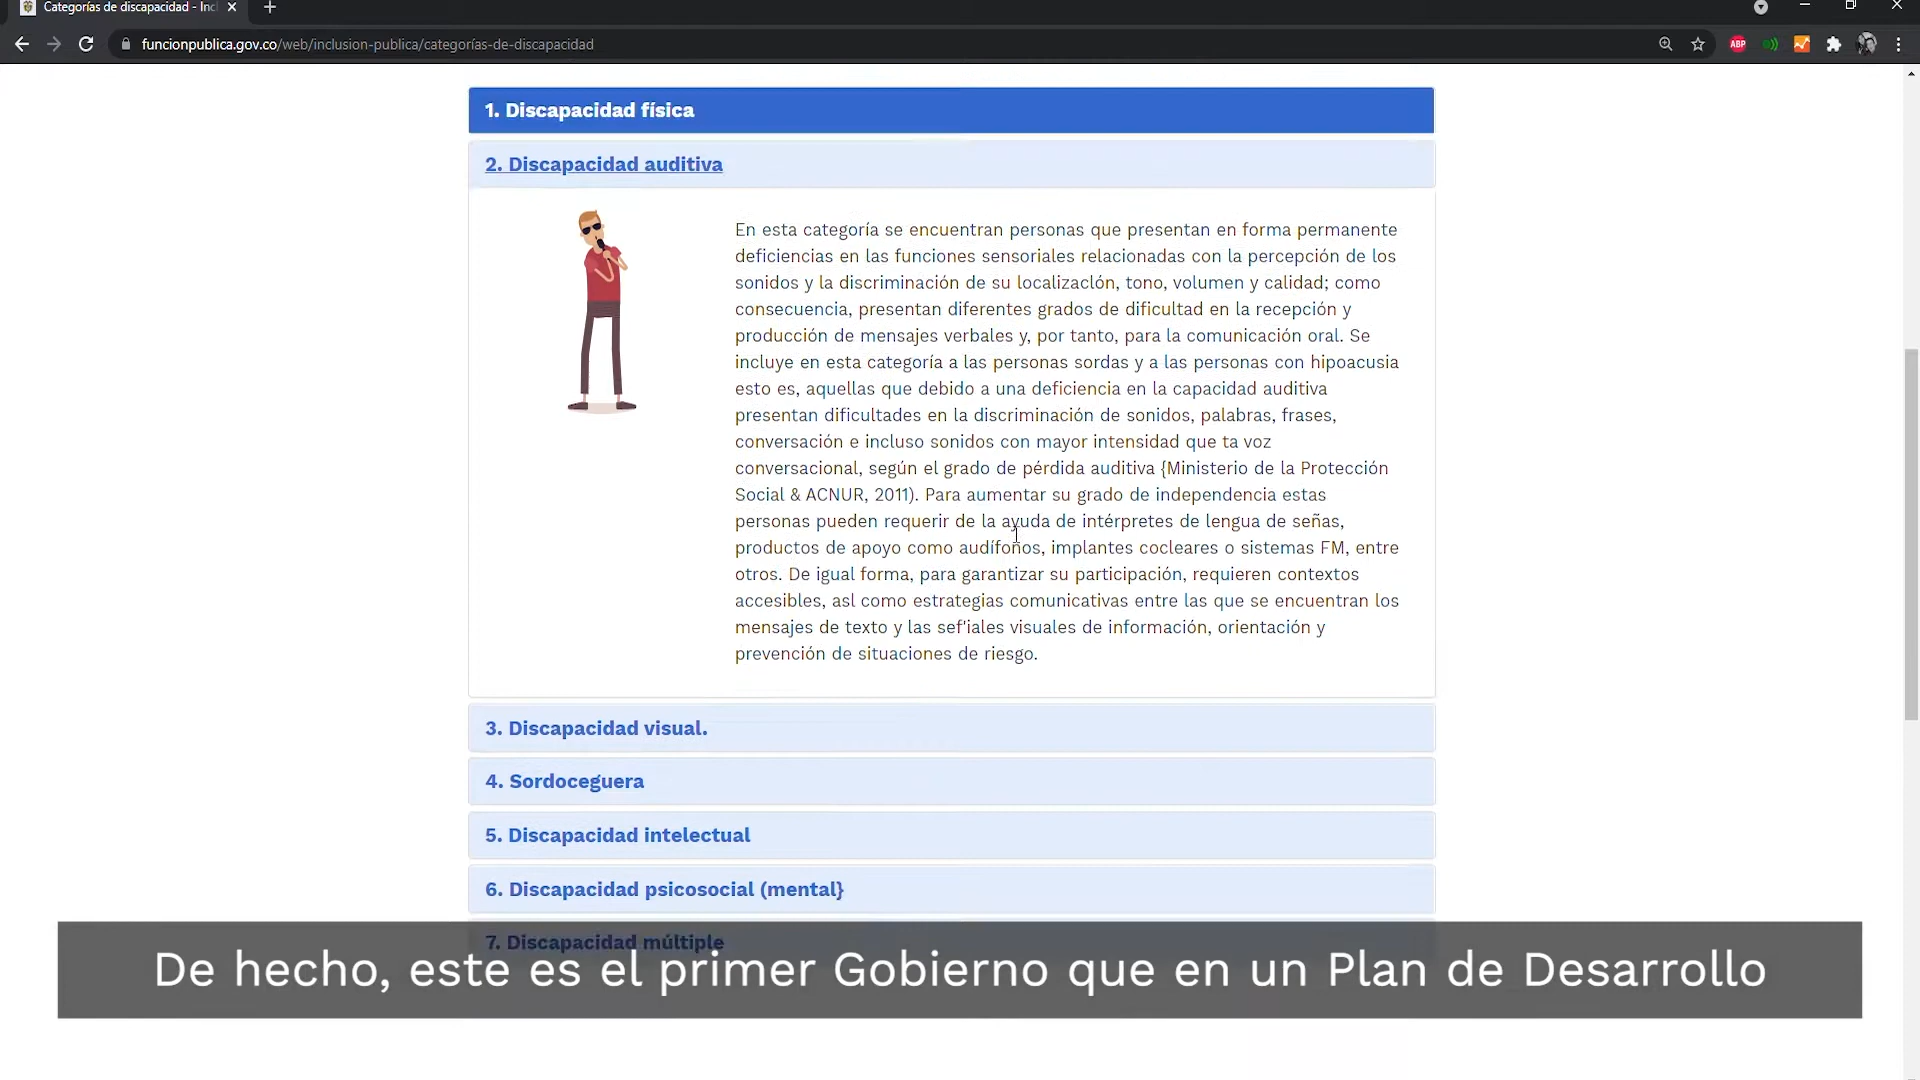 Categorías de discapacidad - Incl
funcionpublica.gov.co/web/inclusion-publica/categorías-de-discapacidad
ABP
1. Discapacidad física
2. Discapacidad auditiva
En esta categoría se encuentran personas que presentan en forma permanente
deficiencias en las funciones sensoriales relacionadas con la percepción de los
sonidos y la discriminación de su localizaclón, tono, volumen y calidad; como
consecuencia, presentan diferentes grados de dificultad en la recepción y
producción de mensajes verbales y, por tanto, para la comunicación oral. Se
incluye en esta categoría a las personas sordas y a las personas con hipoacusia
esto es, aquellas que debido a una deficiencia en la capacidad auditiva
presentan dificultades en la discriminación de sonidos, palabras, frases,
conversación e incluso sonidos con mayor intensidad que ta voz
conversacional, según el grado de pérdida auditiva {Ministerio de la Protección
Social & ACNUR, 2011). Para aumentar su grado de independencia estas
personas pueden requerir de la ayuda de intérpretes de lengua de señas,
productos de apoyo como audífonos, implantes cocleares o sistemas FM, entre
otros. De igual forma, para garantizar su participación, requieren contextos
accesibles, asl como estrategias comunicativas entre las que se encuentran los
mensajes de texto y las sef'iales visuales de información, orientación y
prevención de situaciones de riesgo.
3. Discapacidad visual.
4. Sordoceguera
5. Discapacidad intelectual
6. Discapacidad psicosocial (mental}
7. Discapacidad múltiple
De hecho, este es el primer Gobierno que en un Plan de Desarrollo